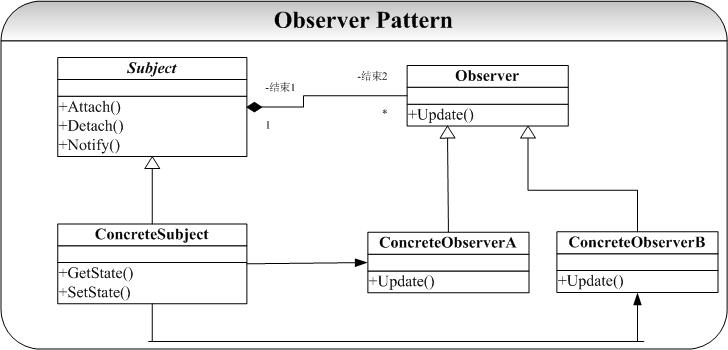 Observer Pattern
Subject
+Attach()
+Detach()
+Notify()
-结束1
1
-结束2
*
Observer
+Update()
ConcreteSubject
+GetState()
+SetState()
ConcreteObserverA
+Update()
ConcreteObserverB
+Update()